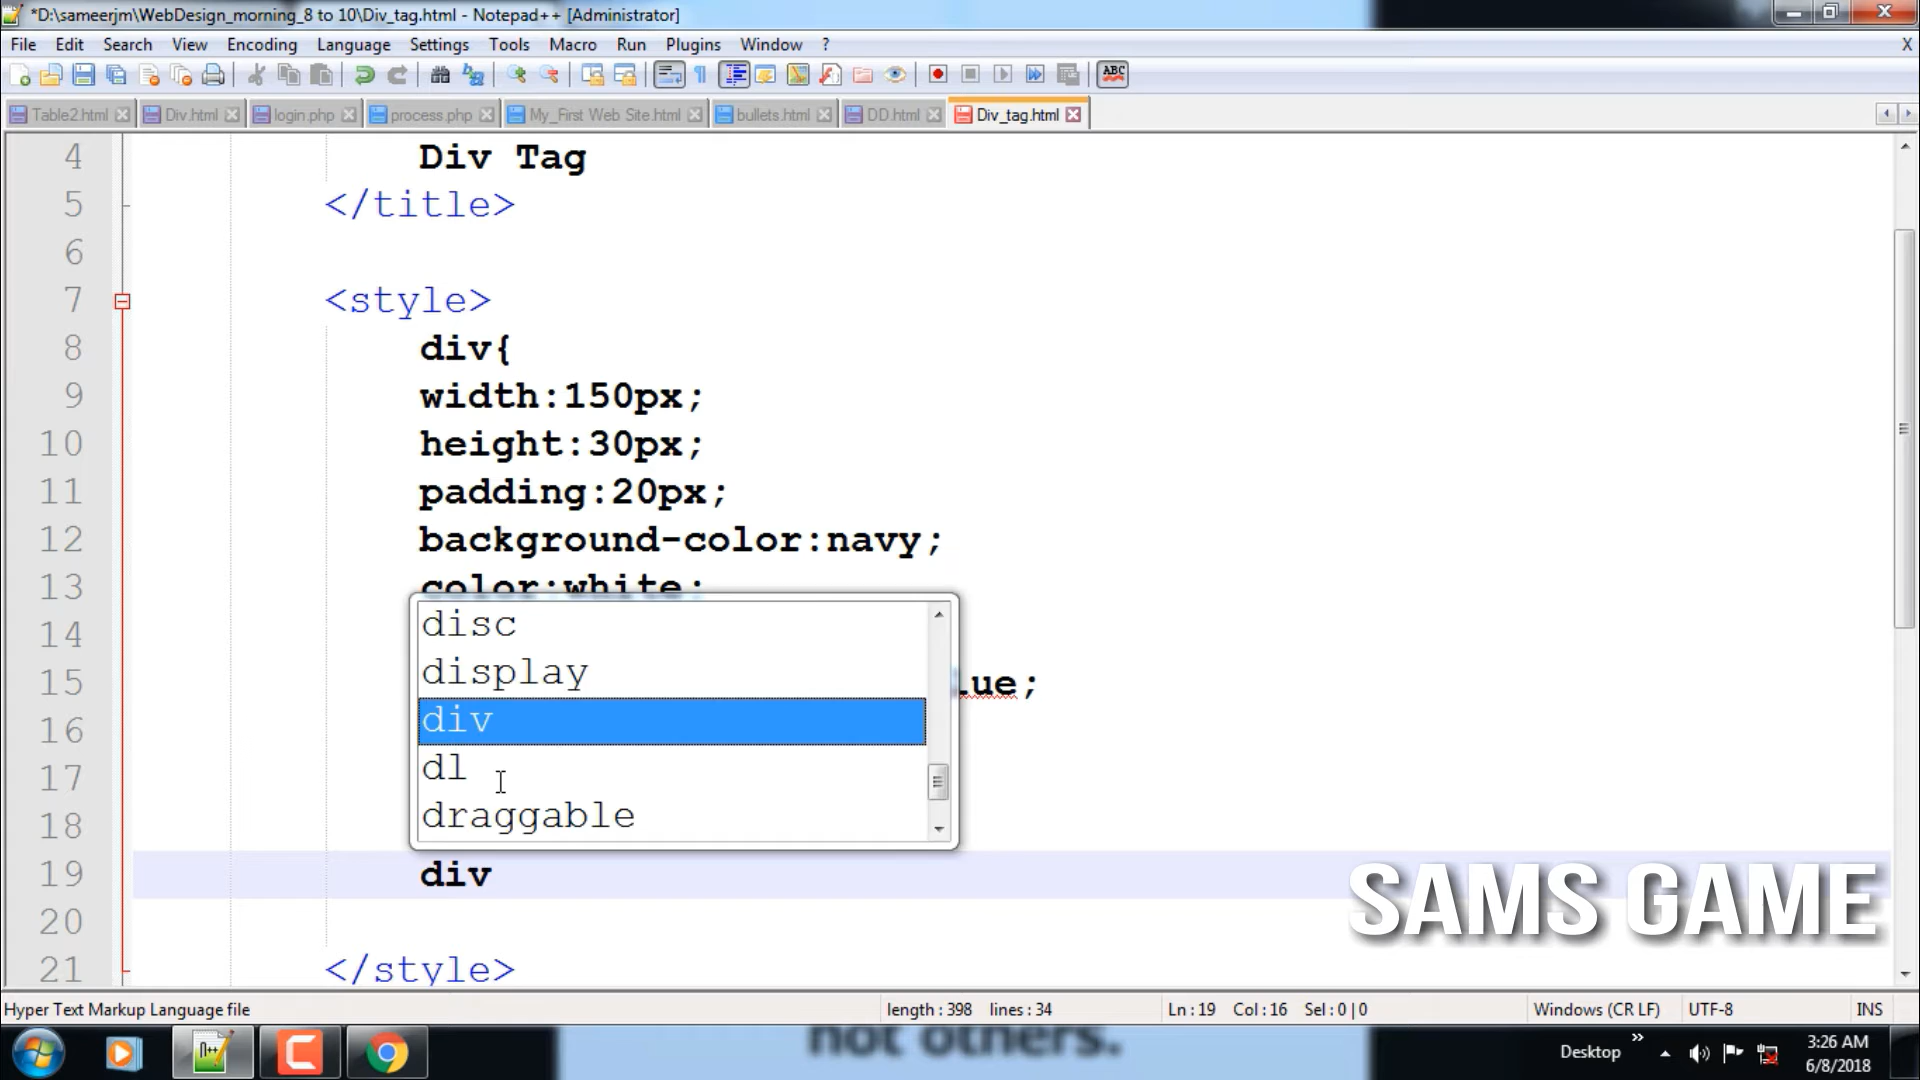 *D:\sameerjm\WebDesign_morning_8 to 10\Div_tag.html - Notepad++ [Administrator]
File Edit Search View Encoding Language Settings Tools Macro Run Plugins Window ? X
ABC
Table2.html Div.html login.php process.php My_First Web Site.html bullets.html DD.html Div_tag.html
4 Div Tag
5 </title>
6
7 <style>
8 div{
9 width:150px;
10 height:30px;
11 padding:20px;
12 background-color:navy;
13 color:white;
disc
14
display
15 lue;
div
16
dl
17
draggable
18
19 div
SAMS GAME
20
21 </style>
Hyper Text Markup Language file length : 398 lines : 34 Ln : 19 Col : 16 Sel : 0 | 0 Windows (CR LF) UTF-8 INS
not others.
n++
Desktop
3:26 AM
6/8/2018